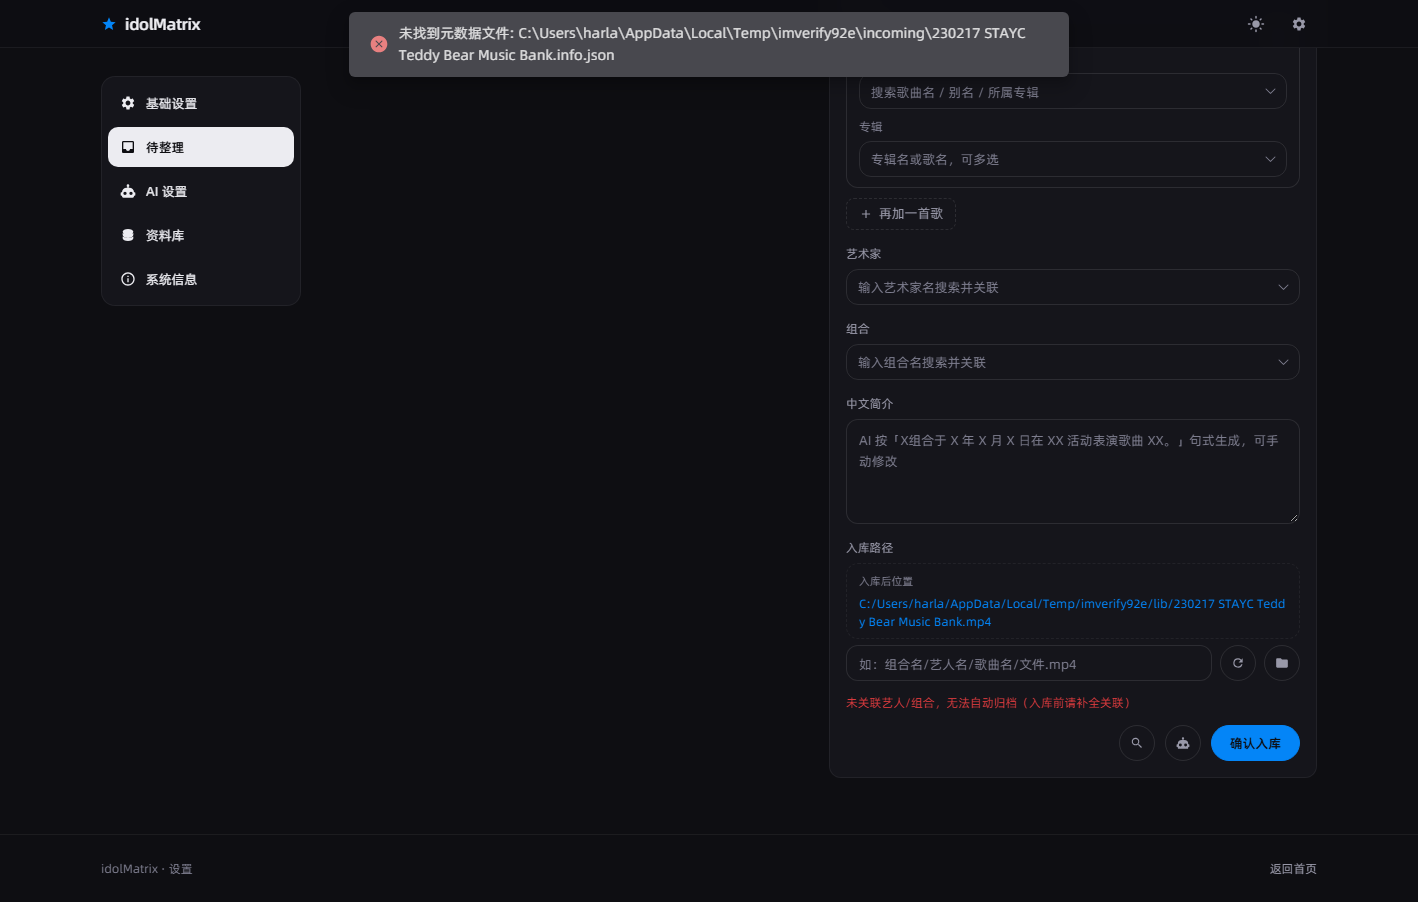 idolMatrix
未找到元数据文件: C:\Users\harla\AppData\Local\Temp\imverify92e\incoming\230217 STAYC
Teddy Bear Music Bank.info.json
基础设置
待整理
AI 设置
资料库
系统信息
搜索歌曲名 / 别名 / 所属专辑
专辑
专辑名或歌名，可多选
+ 再加一首歌
艺术家
输入艺术家名搜索并关联
组合
输入组合名搜索并关联
中文简介
AI 按「X组合于 X 年 X 月 X 日在 XX 活动表演歌曲 XX。」句式生成，可手
动修改
入库路径
入库后位置
C:/Users/harla/AppData/Local/Temp/imverify92e/lib/230217 STAYC Tedd
y Bear Music Bank.mp4
如：组合名/艺人名/歌曲名/文件.mp4
未关联艺人/组合，无法自动归档（入库前请补全关联）
确认入库
idolMatrix · 设置
返回首页